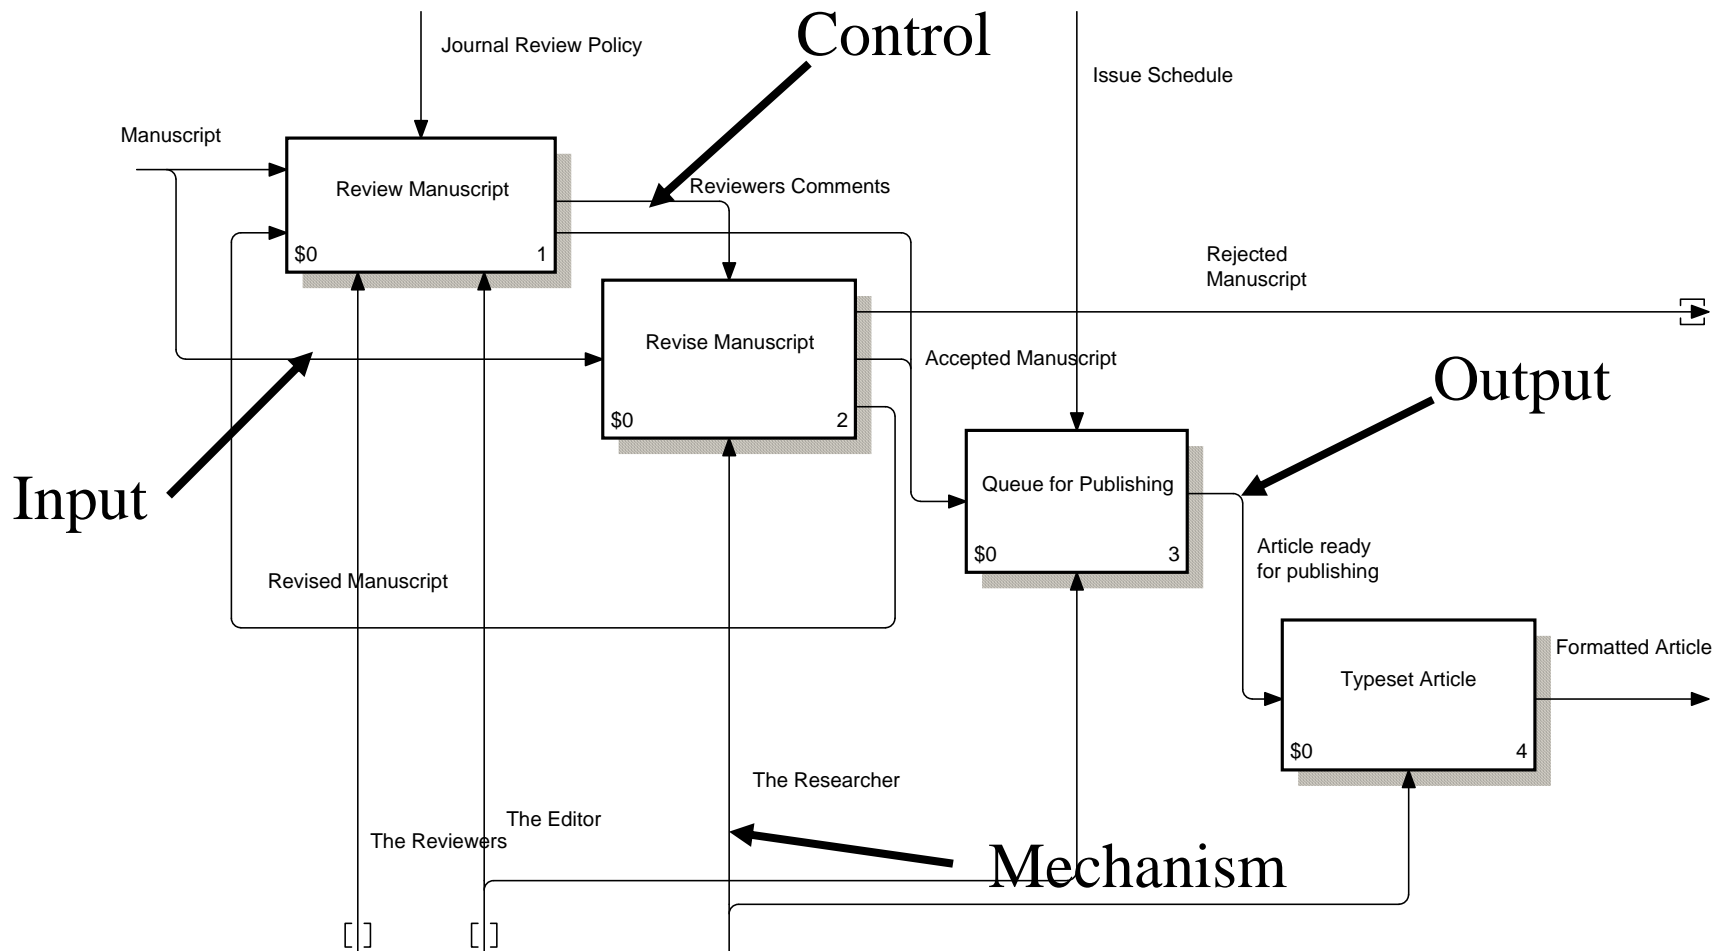 Control
Journal Review Policy
Issue Schedule
Manuscript
Review Manuscript
Reviewers Comments
$0
1
Rejected
Manuscript
Revise Manuscript
Accepted Manuscript
Output
$0
2
Input
Queue for Publishing
$0
3
Article ready
for publishing
Revised Manuscript
Formatted Article
Typeset Article
$0
4
The Researcher
The Editor
The Reviewers
Mechanism